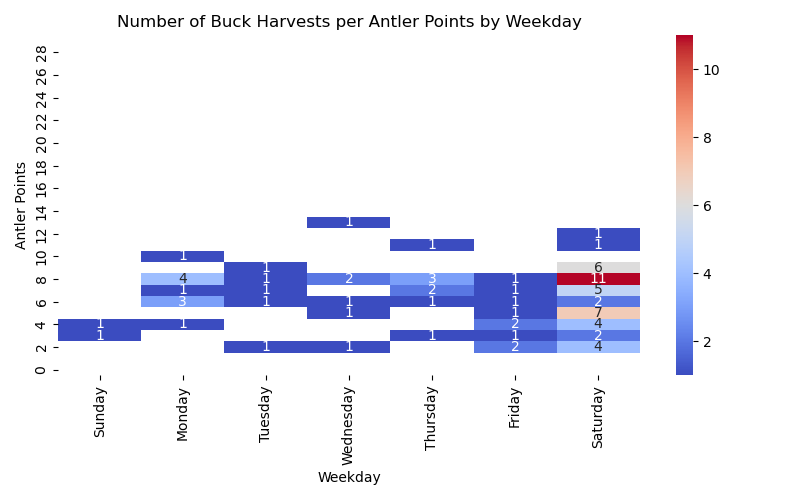 Number of Buck Harvests per Antler Points by Weekday
Antler Points
28
26
24
22
20
18
16
14
12
10
8
6
4
2
0
1
1
1 1
1
1 6
4 1 2 3 1 11
1 1 2 1 5
3 1 1 1 1 2
1 1 7
1 1 2 4
1 1 1 2
1 1 2 4
Sunday
Monday
Tuesday
Wednesday
Thursday
Friday
Saturday
Weekday
10
8
6
4
2